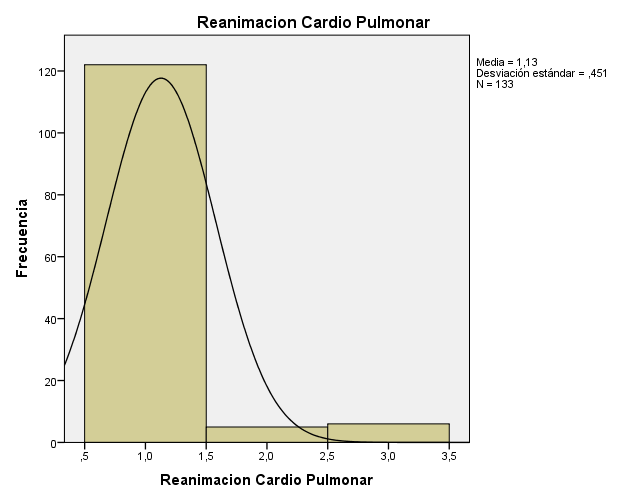 Reanimacion Cardio Pulmonar
Media = 1,13
Desviación estándar = ,451
N = 133
Frecuencia
120
100
80
60
40
20
0
,5 1,0 1,5 2,0 2,5 3,0 3,5
Reanimacion Cardio Pulmonar